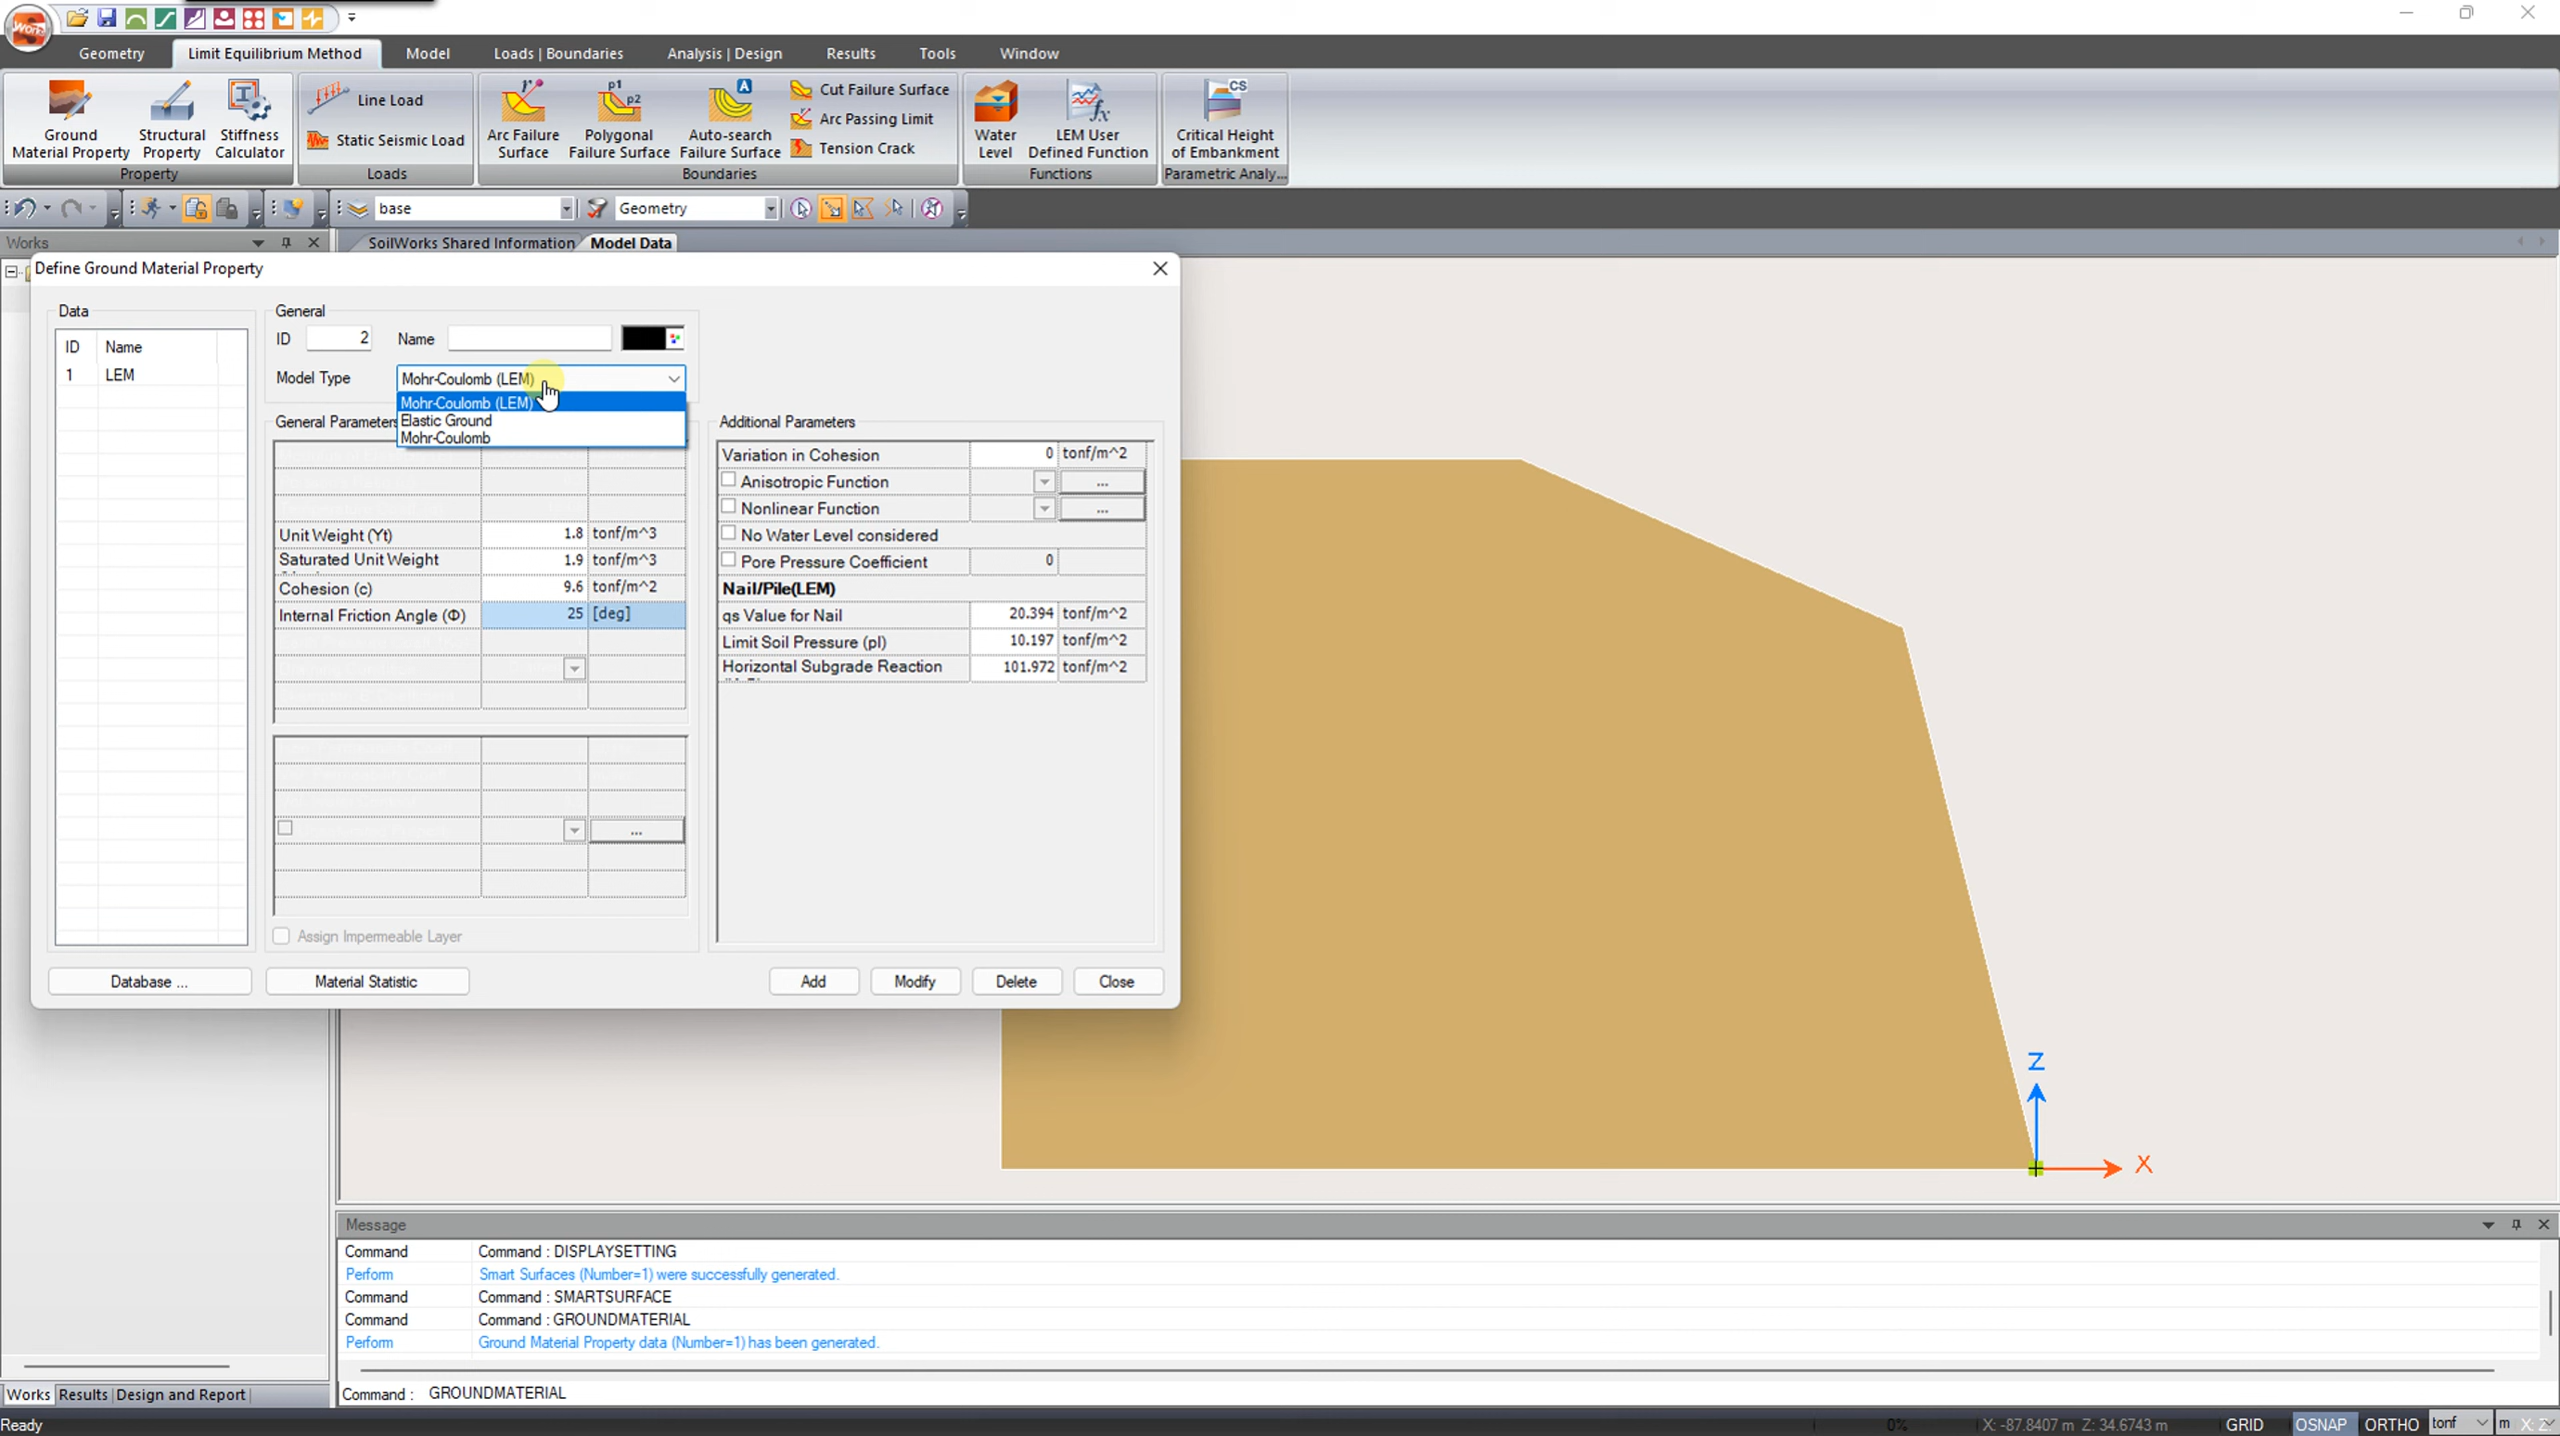 Geometry
Limit Equilibrium Method
Model
Loads | Boundaries
Analysis | Design
Results
Tools
Window
Ground
Material Property
Structural
Property
Stiffness
Calculator
Property
Line Load
Static Seismic Load
Loads
Arc Failure
Surface
p1
p2
Polygonal
Failure Surface
A
Auto-search
Failure Surface
Cut Failure Surface
Arc Passing Limit
Tension Crack
Boundaries
Water
Level
LEM User
Defined Function
Functions
CS
Critical Height
of Embankment
Parametric Analy...
base
Geometry
Works
SoilWorks Shared Information
Model Data
Define Ground Material Property
Data
ID Name
1 LEM
General
ID 2 Name
Model Type Mohr-Coulomb (LEM)
Mohr-Coulomb (LEM)
Elastic Ground
Mohr-Coulomb
General Parameters
Unit Weight (Yt) 1.8 tonf/m^3
Saturated Unit Weight 1.9 tonf/m^3
Cohesion (c) 9.6 tonf/m^2
Internal Friction Angle (Φ) 25 [deg]
...
Assign Impermeable Layer
Additional Parameters
Variation in Cohesion 0 tonf/m^2
Anisotropic Function ...
Nonlinear Function ...
No Water Level considered
Pore Pressure Coefficient 0
Nail/Pile(LEM)
qs Value for Nail 20.394 tonf/m^2
Limit Soil Pressure (pl) 10.197 tonf/m^2
Horizontal Subgrade Reaction 101.972 tonf/m^2
Database ...
Material Statistic
Add
Modify
Delete
Close
Z
X
Message
Command Command : DISPLAYSETTING
Perform Smart Surfaces (Number=1) were successfully generated.
Command Command : SMARTSURFACE
Command Command : GROUNDMATERIAL
Perform Ground Material Property data (Number=1) has been generated.
Command : GROUNDMATERIAL
Works Results Design and Report
Ready
0%
X: -87.8407 m Z: 34.6743 m
GRID
OSNAP
ORTHO
tonf
m